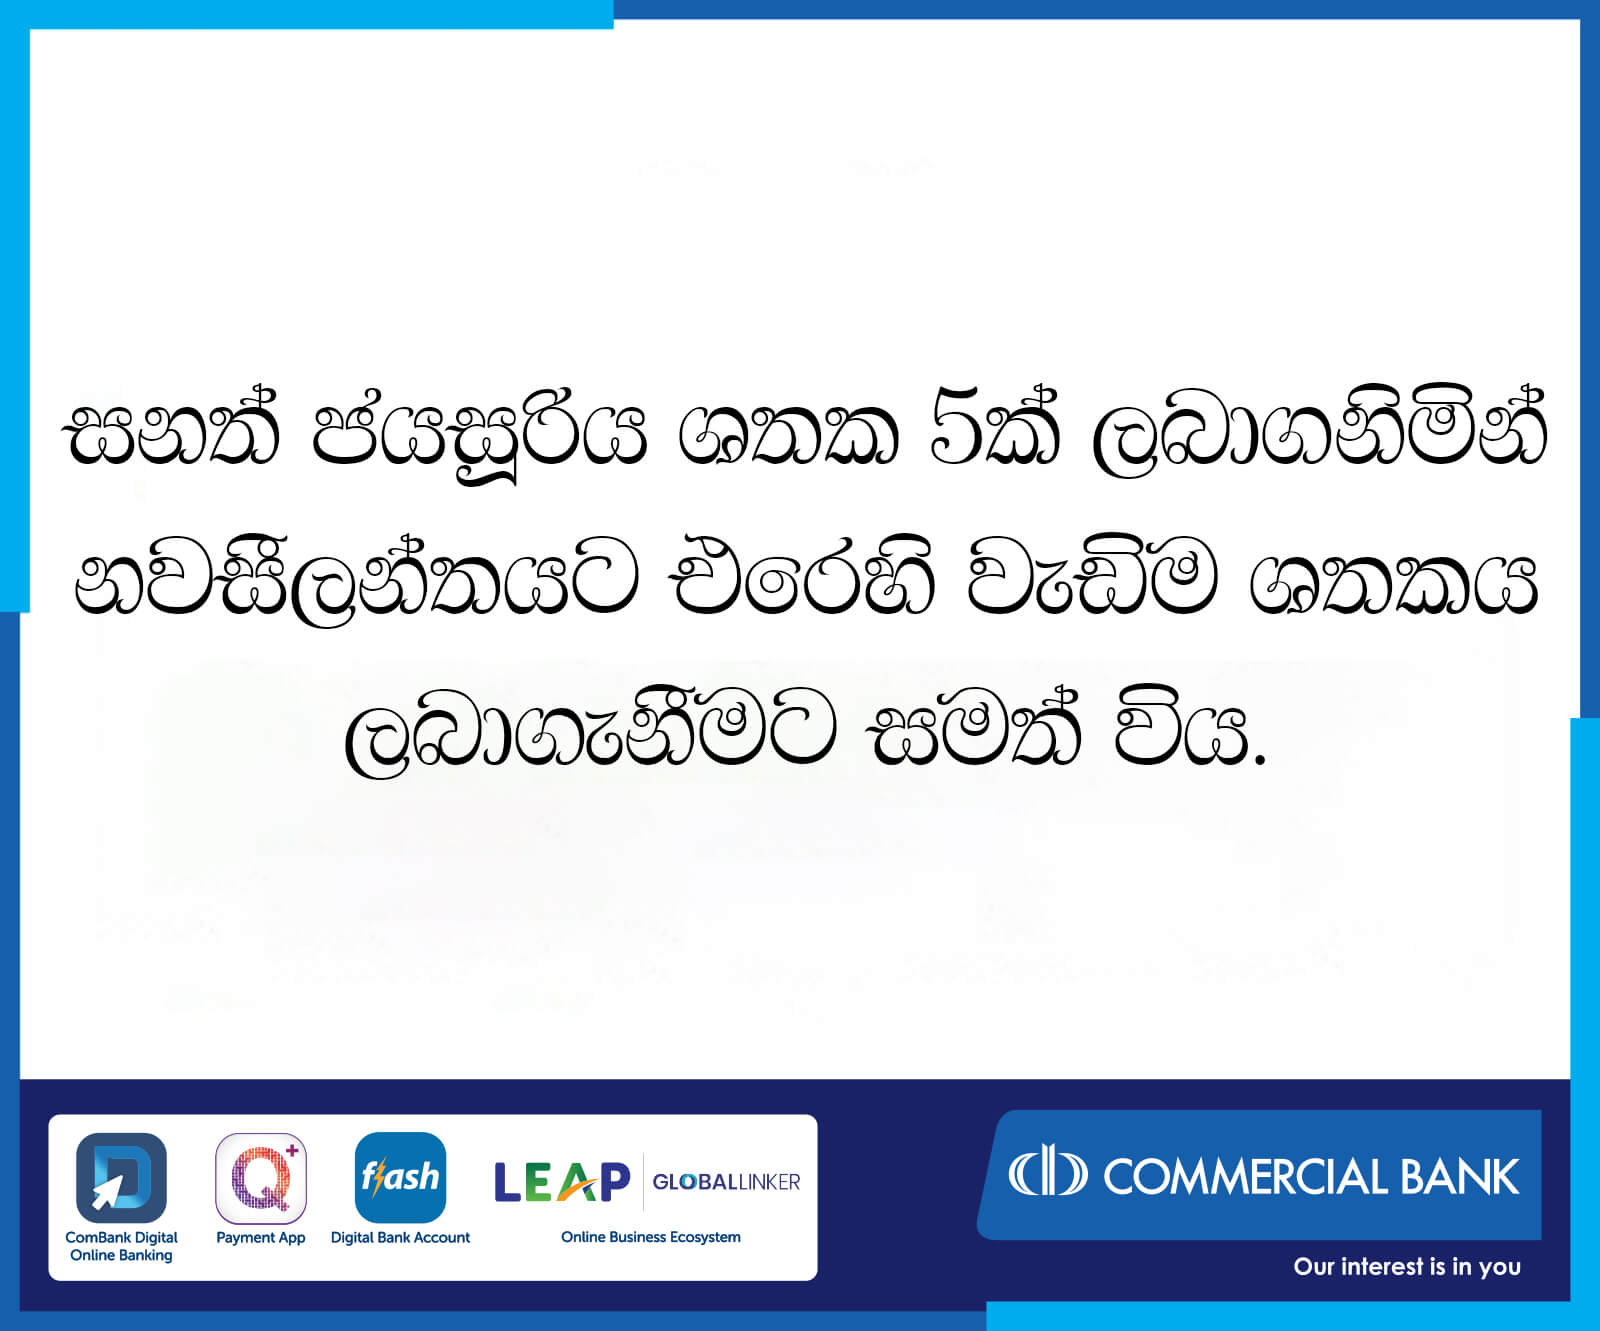 සනත් ජයසූරිය ශතක 5ක් ලබාගනිමින්
නවසීලන්තයට එරෙහි වැඩිම ශතකය
ලබාගැනීමට සමත් විය.
ComBank Digital
Online Banking
Q+
Payment App
flash
Digital Bank Account
LEAP GLOBALLINKER
Online Business Ecosystem
COMMERCIAL BANK
Our interest is in you